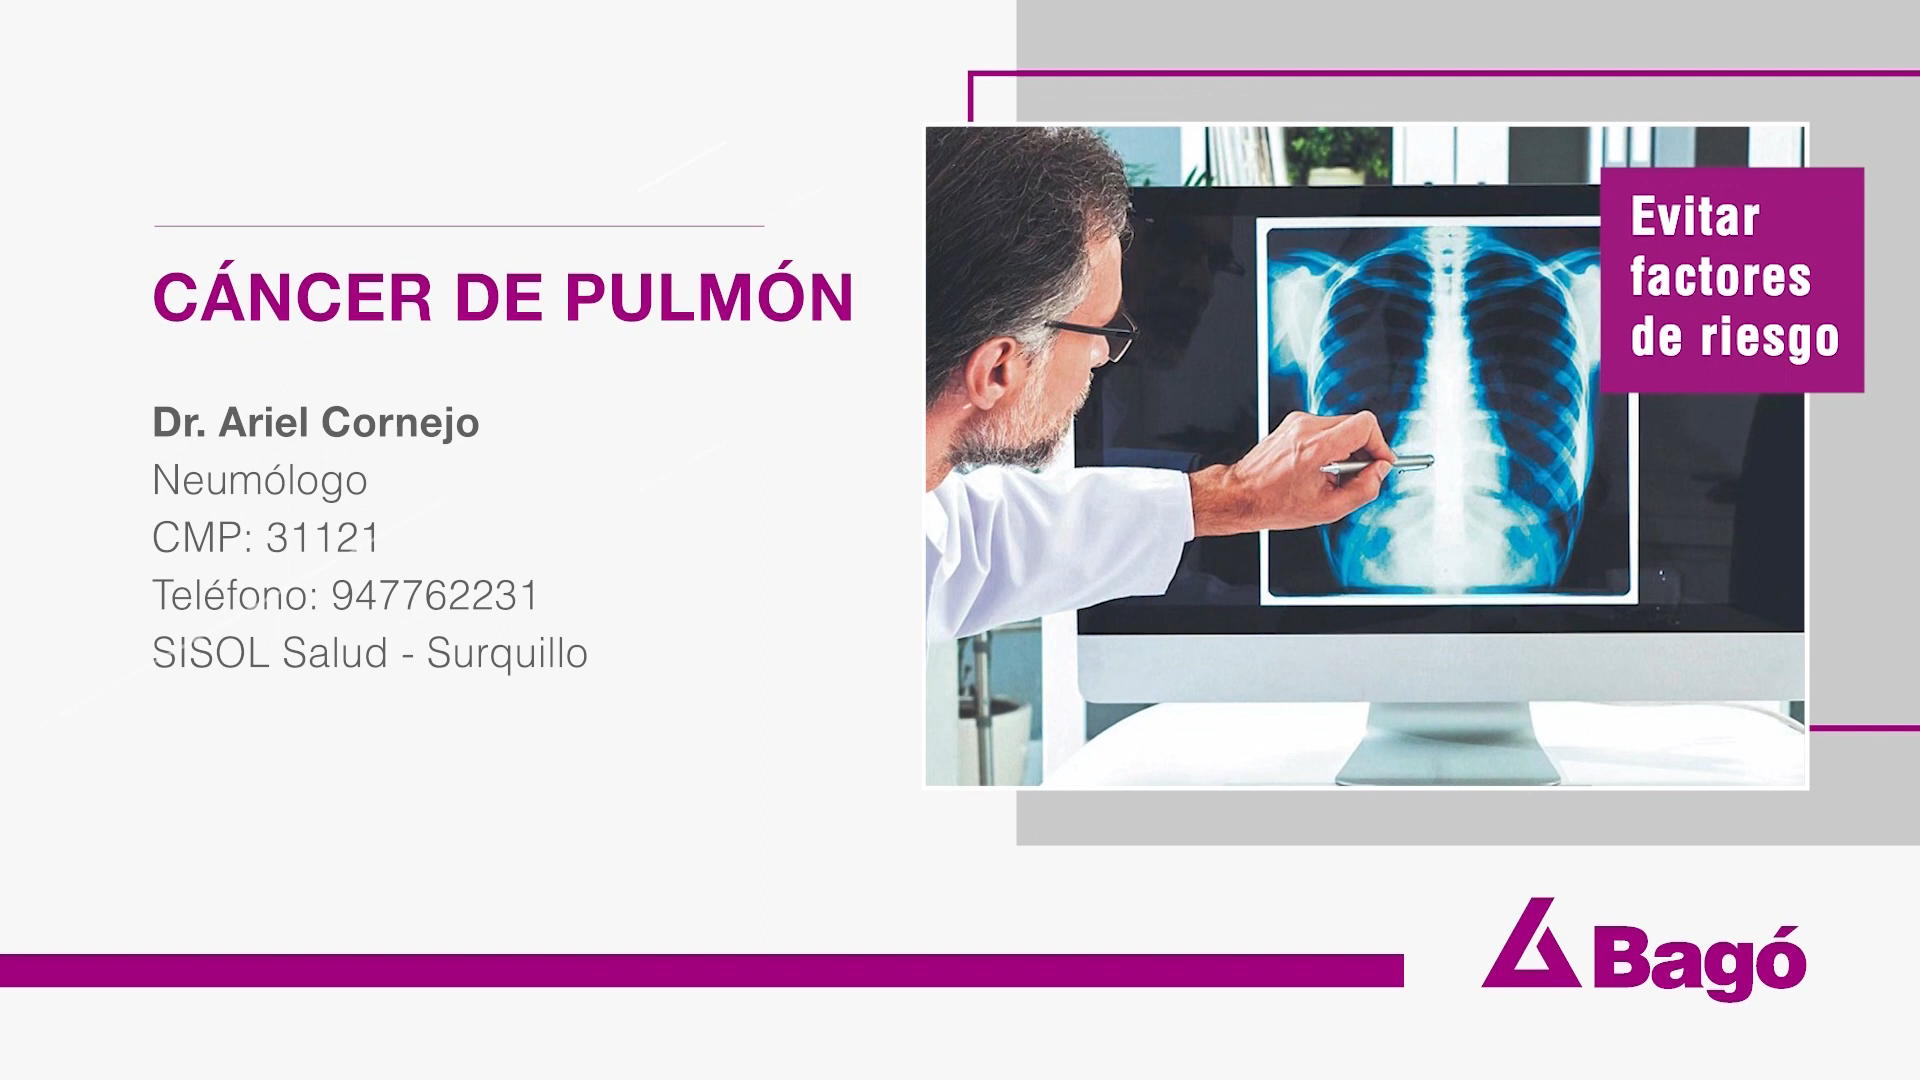 CÁNCER DE PULMÓN
Dr. Ariel Cornejo
Neumólogo
CMP: 31121
Teléfono: 947762231
SISOL Salud - Surquillo
Evitar
factores
de riesgo
Bagó